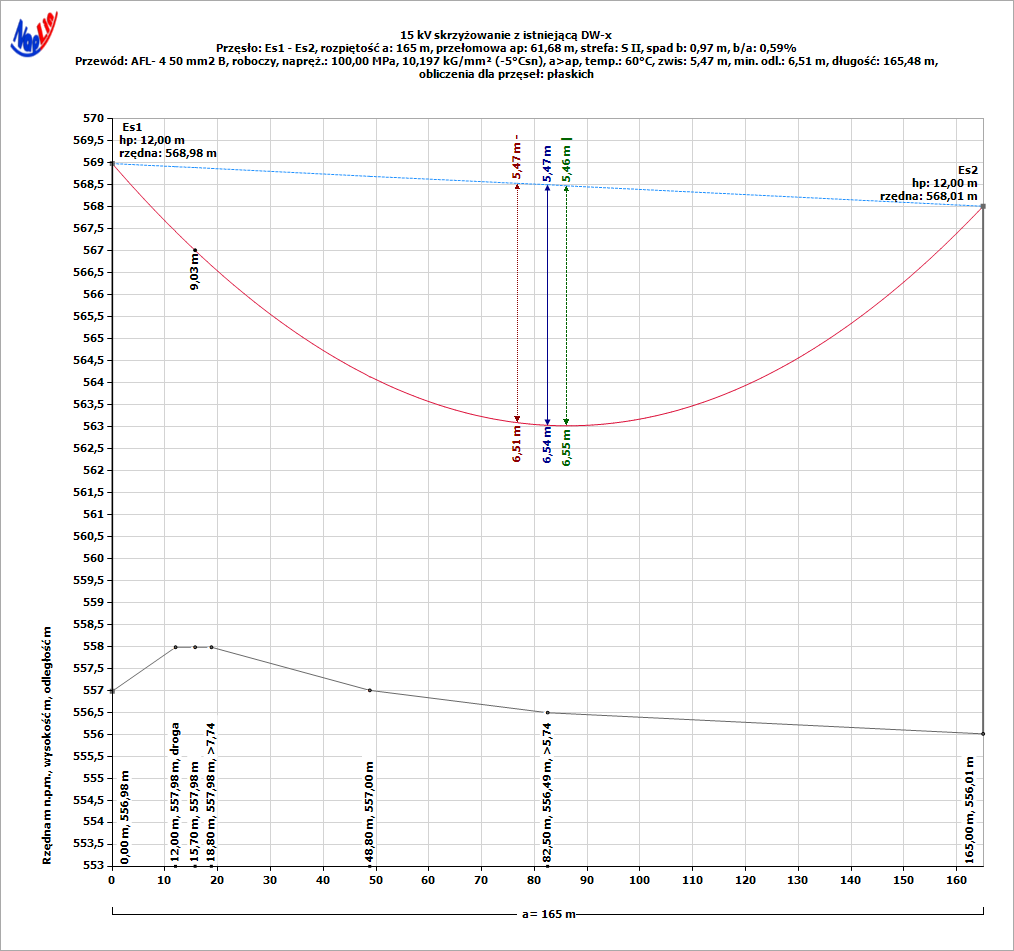 NapLin
15 kV skrzyżowanie z istniejącą DW-x
Przęsło: Es1 - Es2, rozpiętość a: 165 m, przełomowa ap: 61,68 m, strefa: S II, spad b: 0,97 m, b/a: 0,59%
Przewód: AFL- 4 50 mm2 B, roboczy, napręż.: 100,00 MPa, 10,197 kG/mm² (-5°Csn), a>ap, temp.: 60°C, zwis: 5,47 m, min. odl.: 6,51 m, długość: 165,48 m,
obliczenia dla przęseł: płaskich
570
569,5
569
568,5
568
567,5
567
566,5
566
565,5
565
564,5
564
563,5
563
562,5
562
561,5
561
560,5
560
559,5
559
558,5
558
557,5
557
556,5
556
555,5
555
554,5
554
553,5
553
Rzędna m n.p.m., wysokość m, odległość m
Es1
hp: 12,00 m
rzędna: 568,98 m
Es2
hp: 12,00 m
rzędna: 568,01 m
5,47 m -
5,47 m
5,46 m |
9,03 m
6,51 m
6,54 m
6,55 m
0,00 m, 556,98 m
12,00 m, 557,98 m, droga
15,70 m, 557,98 m
18,80 m, 557,98 m, >7,74
48,80 m, 557,00 m
82,50 m, 556,49 m, >5,74
165,00 m, 556,01 m
0 10 20 30 40 50 60 70 80 90 100 110 120 130 140 150 160
a= 165 m